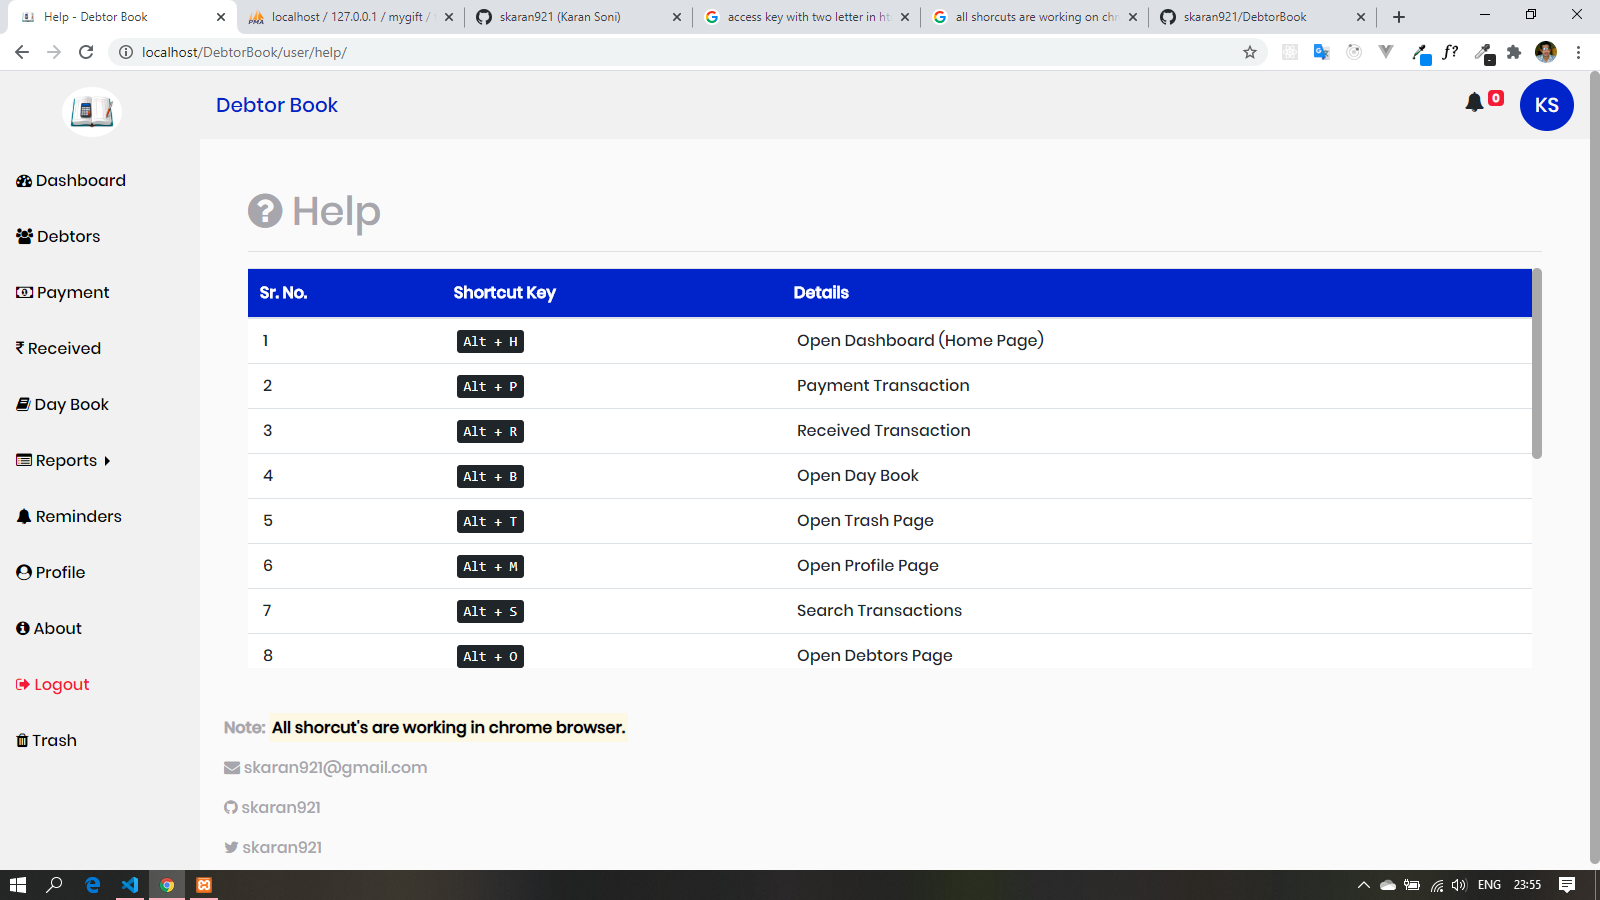 Help - Debtor Book
localhost / 127.0.0.1 / mygift /
skaran921 (Karan Soni)
access key with two letter in ht
all shorcuts are working on chr
skaran921/DebtorBook
localhost/DebtorBook/user/help/
f?
Debtor Book
0
KS
Dashboard
Debtors
Payment
Received
Day Book
Reports
Reminders
Profile
About
Logout
Trash
Help
Sr. No. Shortcut Key Details
1 Alt + H Open Dashboard (Home Page)
2 Alt + P Payment Transaction
3 Alt + R Received Transaction
4 Alt + B Open Day Book
5 Alt + T Open Trash Page
6 Alt + M Open Profile Page
7 Alt + S Search Transactions
8 Alt + O Open Debtors Page
Note: All shorcut's are working in chrome browser.
skaran921@gmail.com
skaran921
skaran921
ENG 23:55